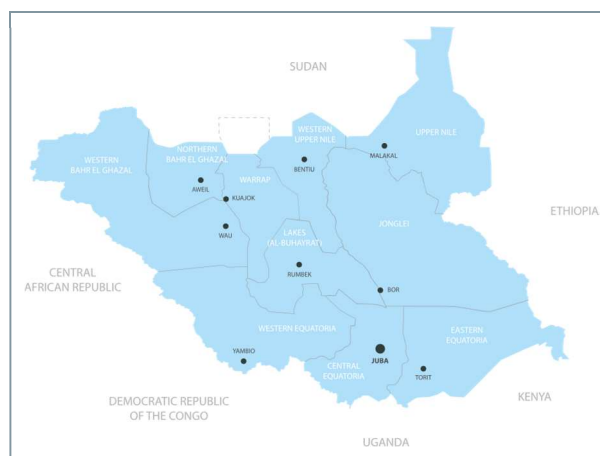 SUDAN
WESTERN
UPPER NILE
UPPER NILE
NORTHERN
BAHR EL GHAZAL
MALAKAL
WESTERN
BAHR EL GHAZAL
BENTIU
WARRAP
AWEIL
KUAJOK
ETHIOPIA
JONGLEI
WAU
LAKES
(AL BUHAYRAT)
RUMBEK
CENTRAL
AFRICAN REPUBLIC
BOR
WESTERN EQUATORIA
EASTERN
EQUATORIA
YAMBIO
JUBA
CENTRAL
EQUATORIA
TORIT
DEMOCRATIC REPUBLIC
OF THE CONGO
KENYA
UGANDA